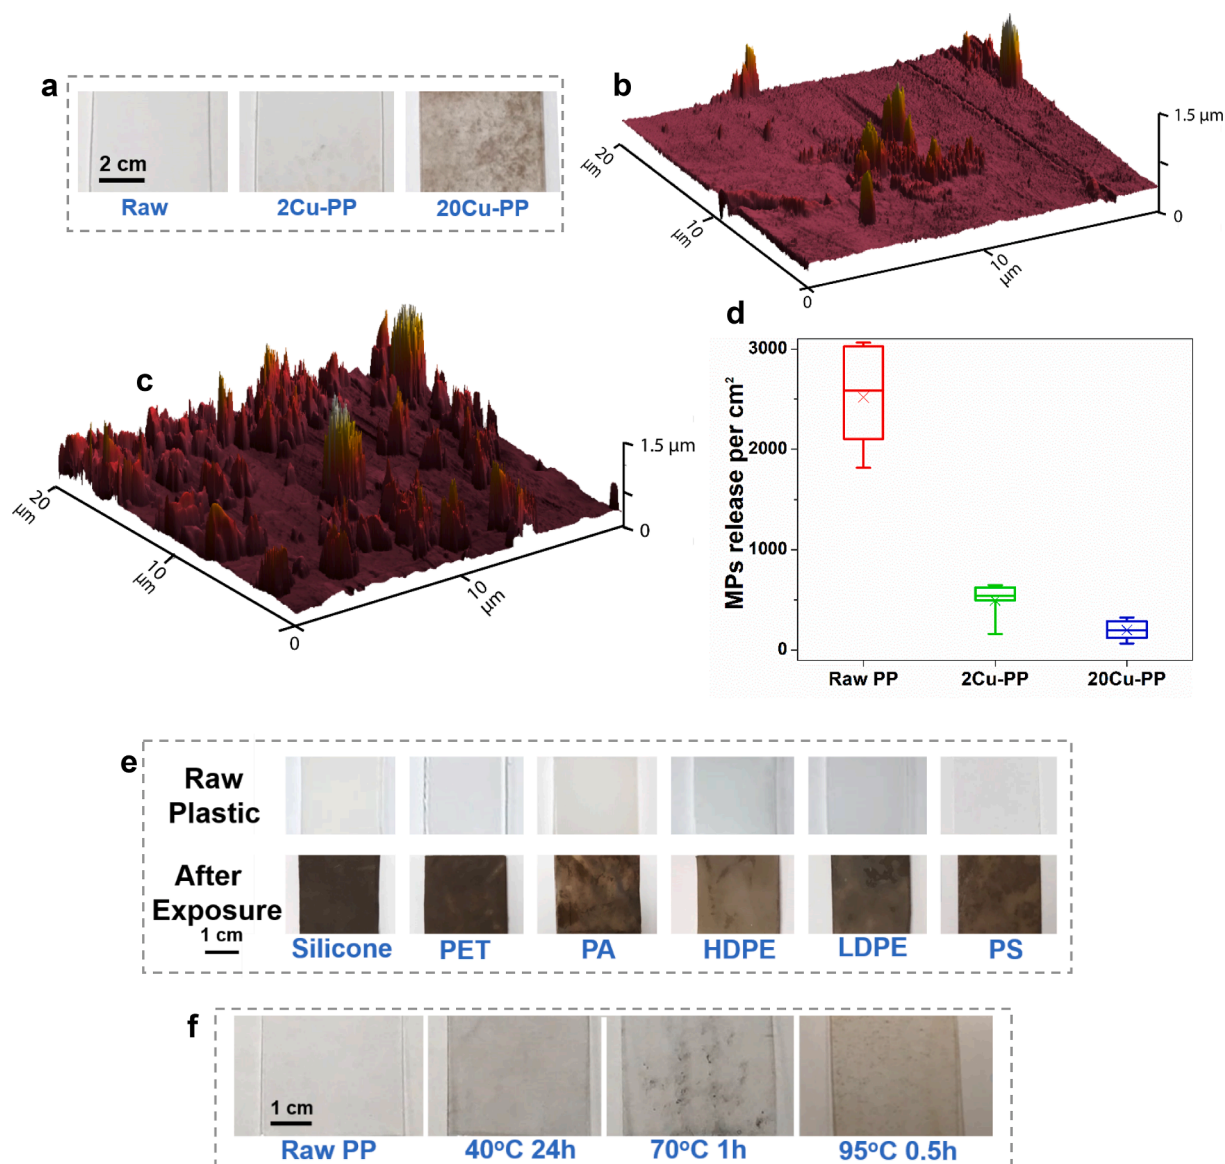 a
2 cm
Raw
2Cu-PP
20Cu-PP
b
1.5 µm
0
20
µm
10
µm
10
µm
0
c
1.5 µm
0
20
µm
10
µm
10
µm
0
d
MPs release per cm²
3000
2000
1000
0
Raw PP
2Cu-PP
20Cu-PP
e
Raw
Plastic
After
Exposure
1 cm
Silicone
PET
PA
HDPE
LDPE
PS
f
1 cm
Raw PP
40°C 24h
70°C 1h
95°C 0.5h